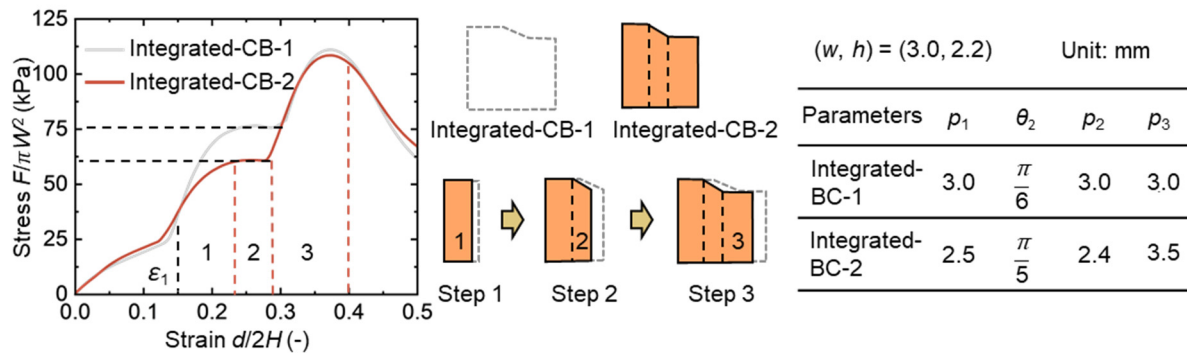 Stress F/πW² (kPa)
125
100
75
50
25
0
Integrated-CB-1
Integrated-CB-2
ε₁
1
2
3
0.0 0.1 0.2 0.3 0.4 0.5
Strain d/2H (-)
Integrated-CB-1
Integrated-CB-2
1
2
3
Step 1
Step 2
Step 3
(w, h) = (3.0, 2.2) Unit: mm
Parameters p₁ θ₂ p₂ p₃
Integrated-
BC-1
3.0 π/6 3.0 3.0
Integrated-
BC-2
2.5 π/5 2.4 3.5